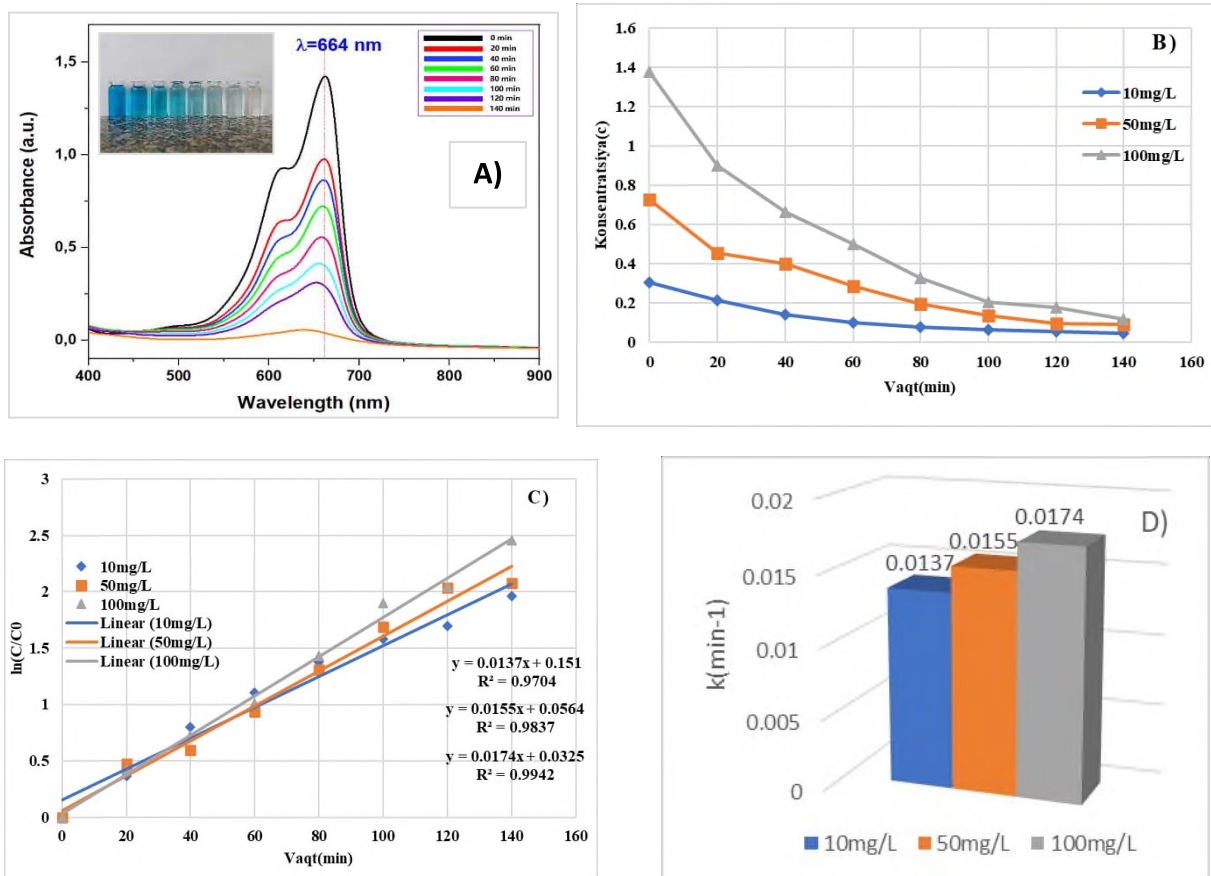 λ=664 nm
0 min
20 min
40 min
60 min
80 min
100 min
120 min
140 min
A)
1,5
1,0
0,5
0,0
Absorbance (a.u.)
400 500 600 700 800 900
Wavelength (nm)
B)
1.6
1.4
1.2
1
0.8
0.6
0.4
0.2
0
Konsentratsiya(c)
10mg/L
50mg/L
100mg/L
0 20 40 60 80 100 120 140 160
Vaqt(min)
C)
3
2.5
2
1.5
1
0.5
0
ln(C/C0
10mg/L
50mg/L
100mg/L
Linear (10mg/L)
Linear (50mg/L)
Linear (100mg/L)
y = 0.0137x + 0.151
R² = 0.9704
y = 0.0155x + 0.0564
R² = 0.9837
y = 0.0174x + 0.0325
R² = 0.9942
0 20 40 60 80 100 120 140 160
Vaqt(min)
D)
0.02
0.015
0.01
0.005
0
k(min-1)
0.0137
0.0155
0.0174
10mg/L 50mg/L 100mg/L